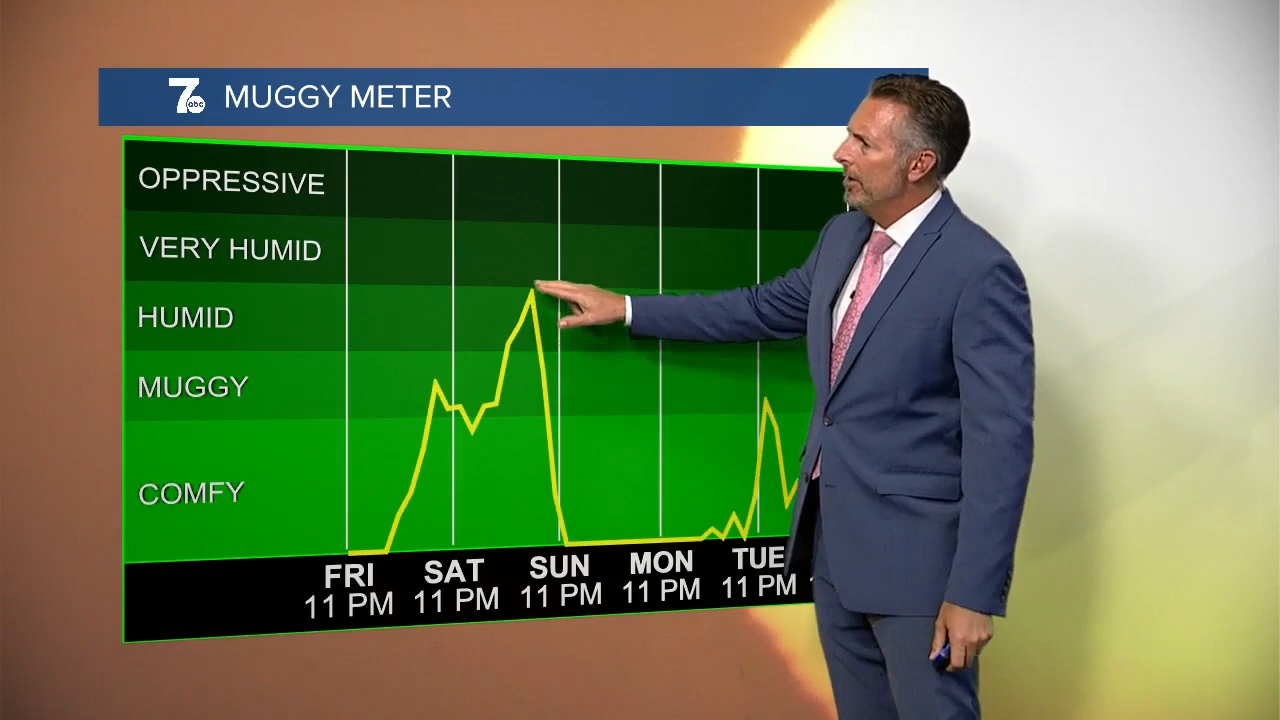 7 abc MUGGY METER
OPPRESSIVE
VERY HUMID
HUMID
MUGGY
COMFY
FRI SAT SUN MON TUE
11 PM 11 PM 11 PM 11 PM 11 PM